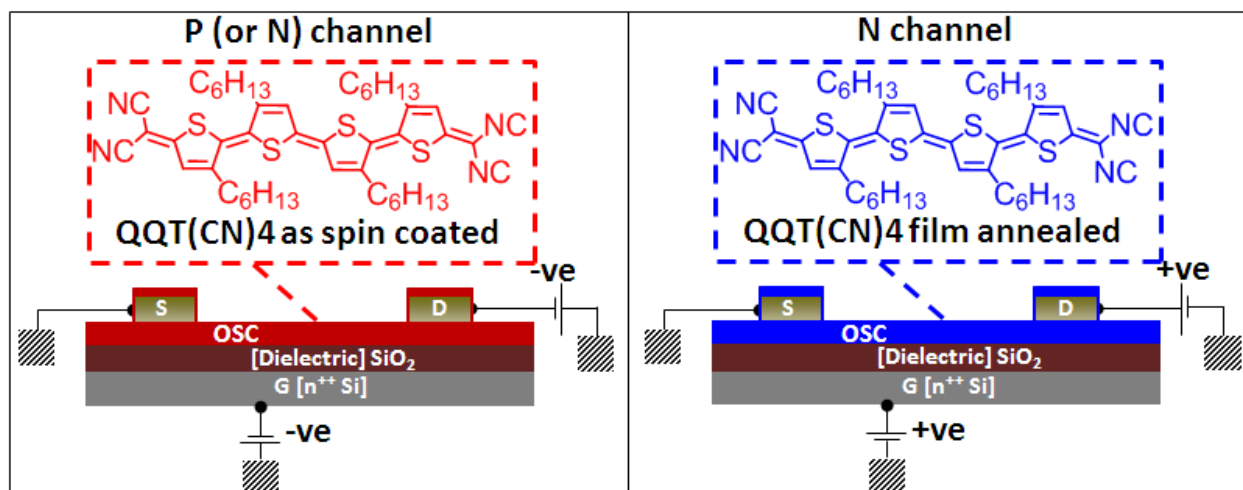 P (or N) channel
C₆H₁₃ C₆H₁₃
NC
NC
S S
S S
NC
NC
C₆H₁₃ C₆H₁₃
QQT(CN)4 as spin coated
-ve
S D
OSC
[Dielectric] SiO₂
G [n⁺⁺ Si]
-ve
N channel
C₆H₁₃ C₆H₁₃
NC
NC
S S
S S
NC
NC
C₆H₁₃ C₆H₁₃
QQT(CN)4 film annealed
+ve
S D
OSC
[Dielectric] SiO₂
G [n⁺⁺ Si]
+ve